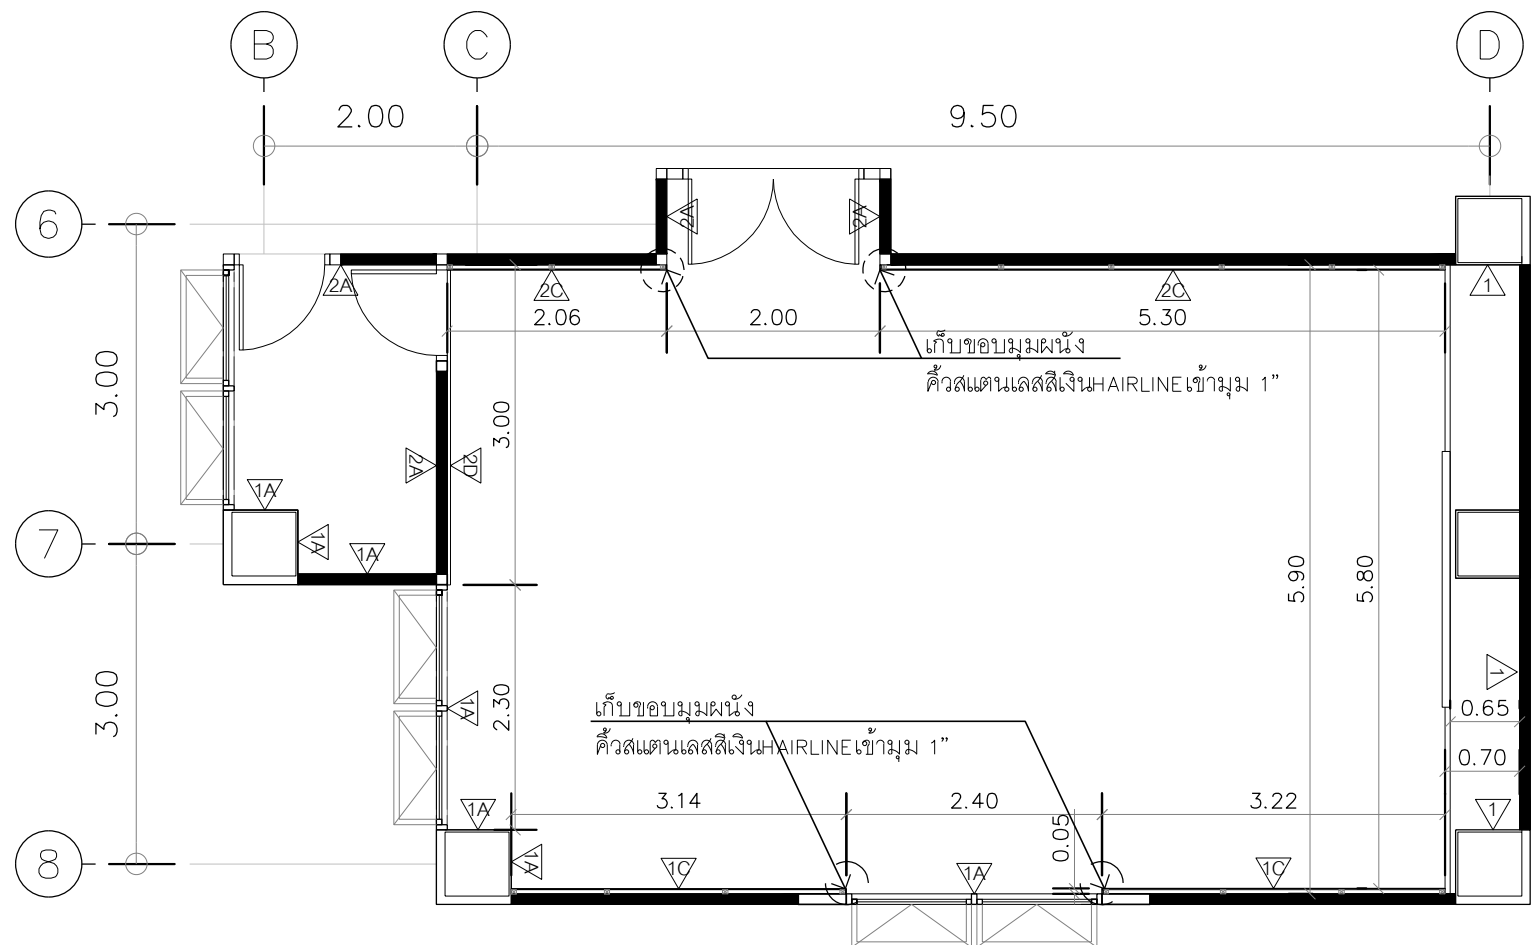 B
C
D
2.00
9.50
6
2A
2A
2A
2C
2C
1
2.06
2.00
5.30
เก็บขอบมุมผนัง
คิ้วสแตนเลสสีเงินHAIRLINEเข้ามุม 1"
3.00
3.00
2A
2D
1A
7
1A
1A
5.90
5.80
3.00
2.30
1A
1
เก็บขอบมุมผนัง
คิ้วสแตนเลสสีเงินHAIRLINEเข้ามุม 1"
0.65
0.70
3.14
2.40
3.22
1A
1
0.05
8
1A
1C
1A
1C